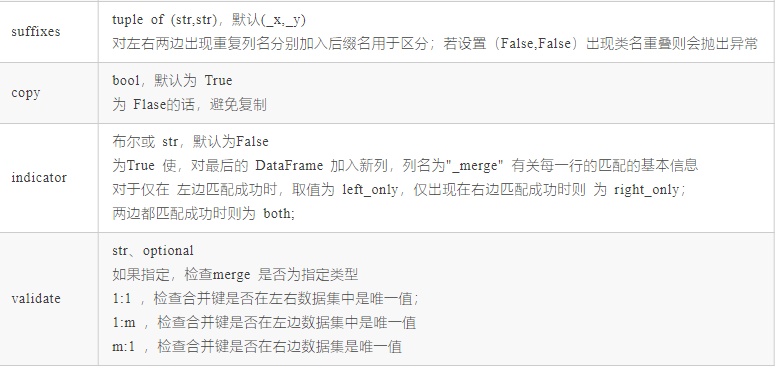 suffixes
tuple of (str,str)，默认(_x,_y)
对左右两边出现重复列名分别加入后缀名用于区分；若设置（False,False）出现类名重叠则会抛出异常
copy
bool，默认为 True
为 Flase的话，避免复制
indicator
布尔或 str，默认为False
为True 使，对最后的 DataFrame 加入新列，列名为"_merge" 有关每一行的匹配的基本信息
对于仅在 左边匹配成功时，取值为 left_only，仅出现在右边匹配成功时则 为 right_only；
两边都匹配成功时则为 both;
validate
str、optional
如果指定，检查merge 是否为指定类型
1:1 ，检查合并键是否在左右数据集中是唯一值；
1:m ，检查合并键是否在左边数据集中是唯一值
m:1 ，检查合并键是否在右边数据集是唯一值